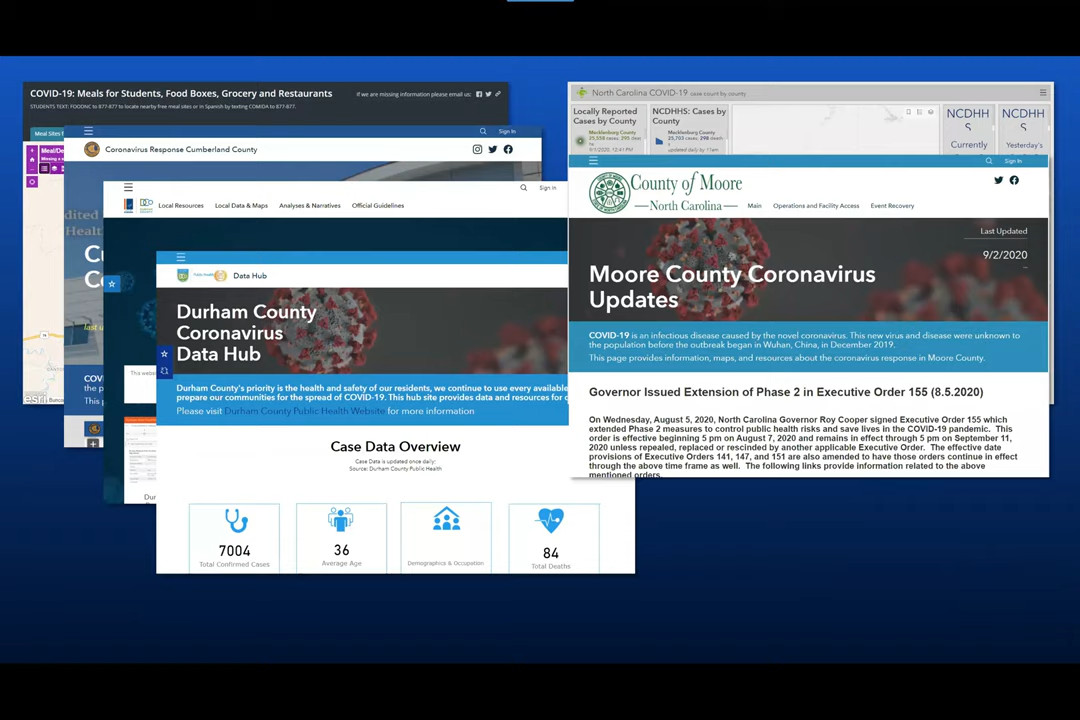 COVID-19: Meals for Students, Food Boxes, Grocery and Restaurants
If we are missing information please email us:
STUDENTS TEXT: FOODNC to 877-877 to locate nearby free meal sites or in Spanish by texting COMIDA to 877-877.
Meal Sites
Sign In
Coronavirus Response Cumberland County
Sign In
Local Resources
Local Data & Maps
Analyses & Narratives
Official Guidelines
Data Hub
Durham County
Coronavirus
Data Hub
Durham County's priority is the health and safety of our residents, we continue to use every available
prepare our communities for the spread of COVID-19. This hub site provides data and resources for
Please visit Durham County Public Health Website for more information
Case Data Overview
Case Data is updated once daily:
Source: Durham County Public Health
7004
Total Confirmed Cases
36
Average Age
Demographics & Occupation
84
Total Deaths
esri
North Carolina COVID-19 case count by county
Locally Reported
Cases by County
Mecklenburg County
NCDHHS: Cases by
County
Mecklenburg County
updated daily by 11am
NCDHH
S
Currently
NCDHH
S
Yesterday's
Sign In
County of Moore
North Carolina
Main
Operations and Facility Access
Event Recovery
Last Updated
9/2/2020
Moore County Coronavirus
Updates
COVID-19 is an infectious disease caused by the novel coronavirus. This new virus and disease were unknown to
the population before the outbreak began in Wuhan, China, in December 2019.
This page provides information, maps, and resources about the coronavirus response in Moore County.
Governor Issued Extension of Phase 2 in Executive Order 155 (8.5.2020)
On Wednesday, August 5, 2020, North Carolina Governor Roy Cooper signed Executive Order 155 which
extended Phase 2 measures to control public health risks and save lives in the COVID-19 pandemic. This
order is effective beginning 5 pm on August 7, 2020 and remains in effect through 5 pm on September 11,
2020 unless repealed, replaced or rescinded by another applicable Executive Order. The effective date
provisions of Executive Orders 141, 147, and 151 are also amended to have those orders continue in effect
through the above time frame as well. The following links provide information related to the above
mentioned orders.